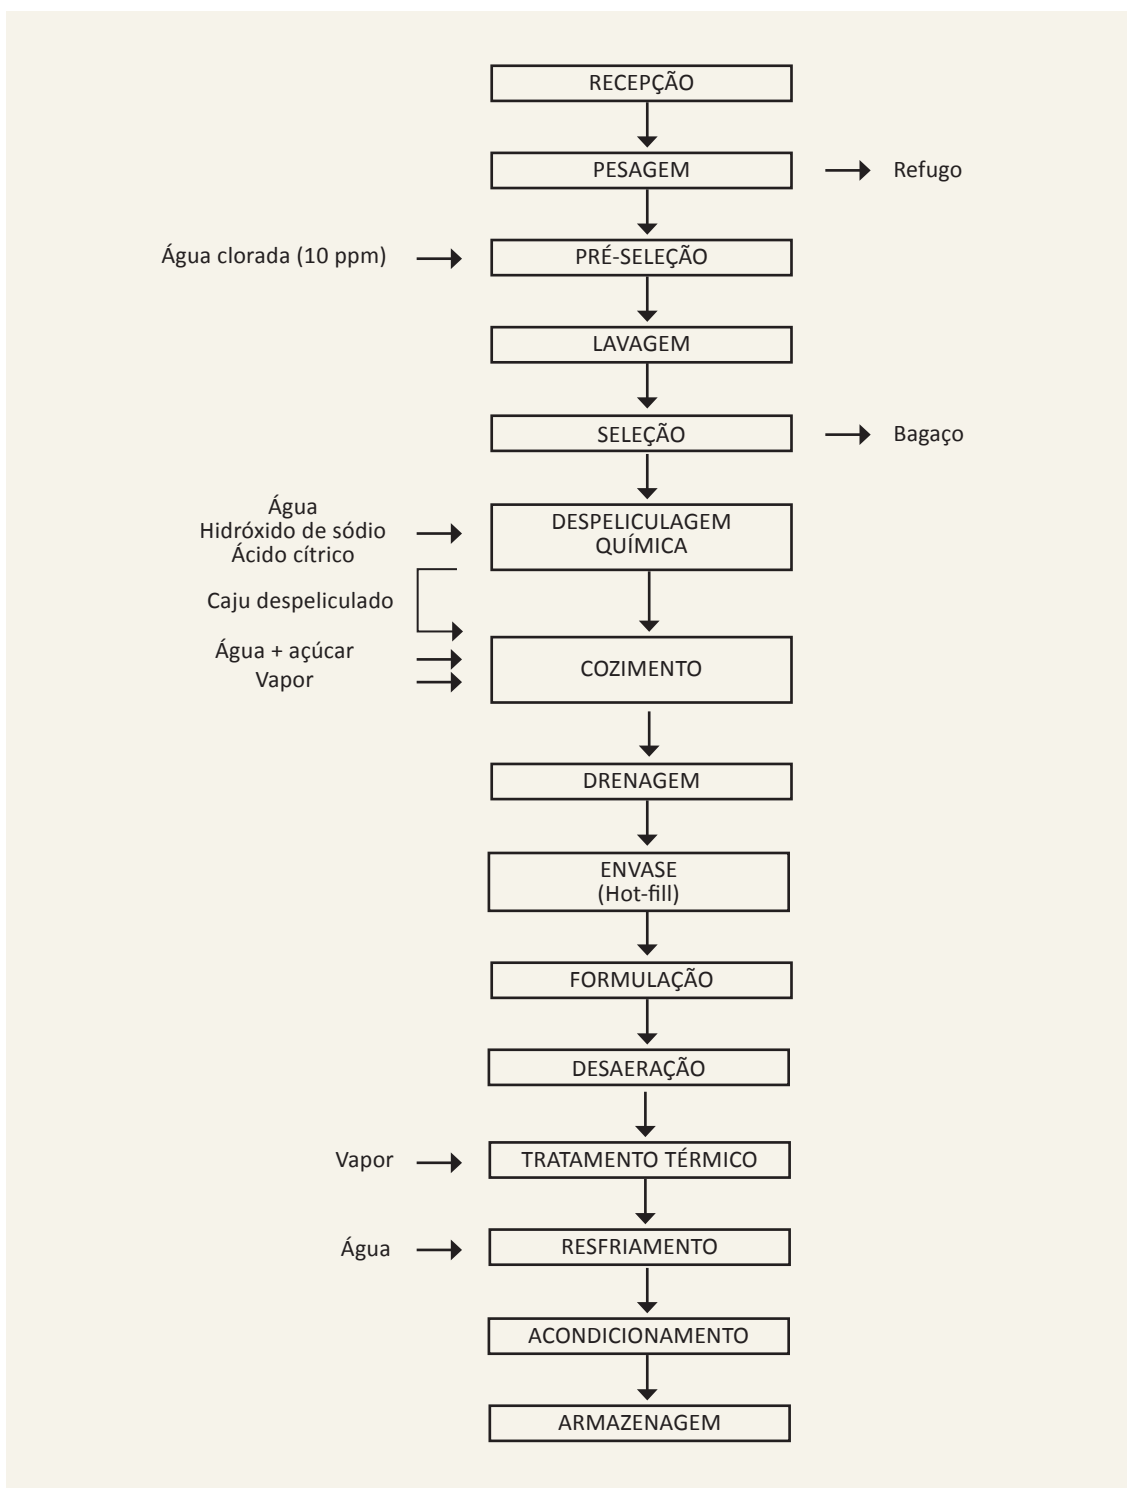 RECEPÇÃO
PESAGEM
Refugo
Água clorada (10 ppm)
PRÉ-SELEÇÃO
LAVAGEM
SELEÇÃO
Bagaço
Água
Hidróxido de sódio
Ácido cítrico
DESPELICULAGEM
QUÍMICA
Caju despeliculado
Água + açúcar
Vapor
COZIMENTO
DRENAGEM
ENVASE
(Hot-fill)
FORMULAÇÃO
DESAERAÇÃO
Vapor
TRATAMENTO TÉRMICO
Água
RESFRIAMENTO
ACONDICIONAMENTO
ARMAZENAGEM